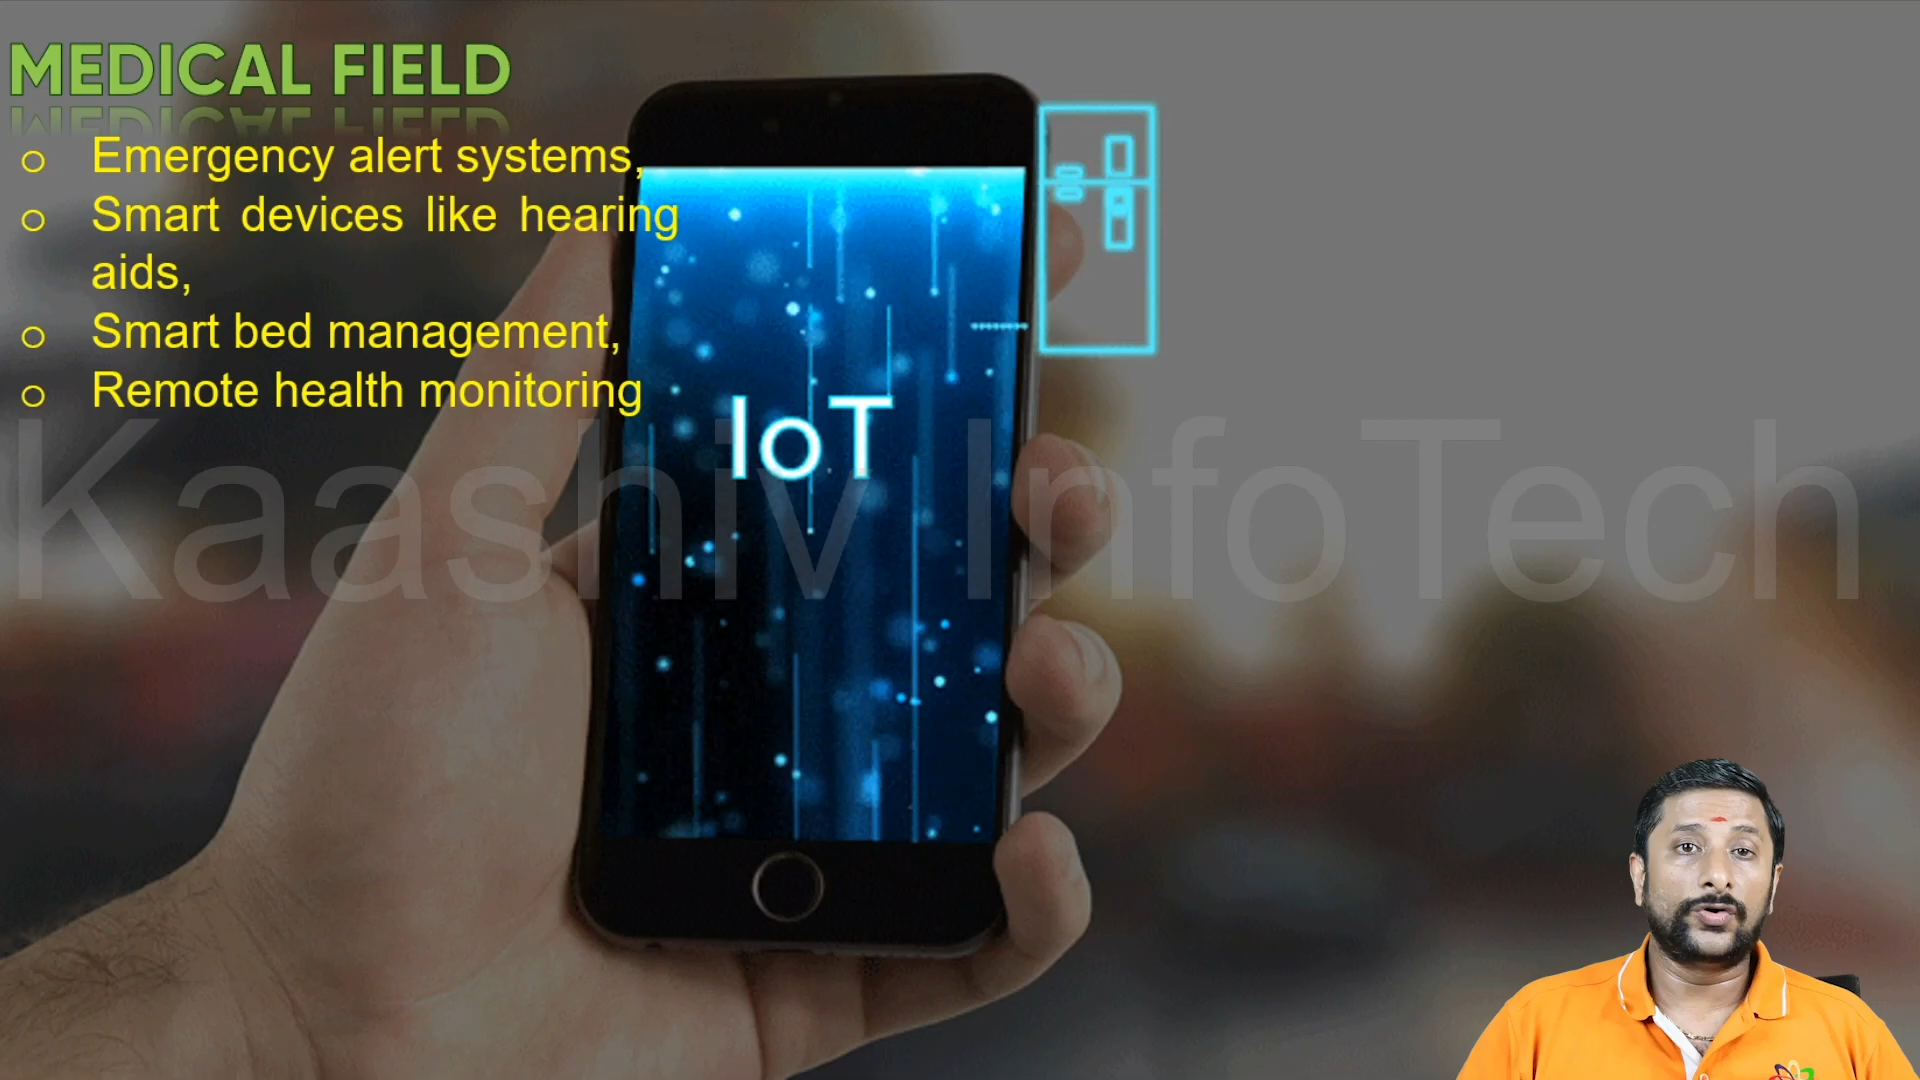 MEDICAL FIELD
o Emergency alert systems,
o Smart devices like hearing
aids,
o Smart bed management,
o Remote health monitoring
IoT
Kaashiv InfoTech